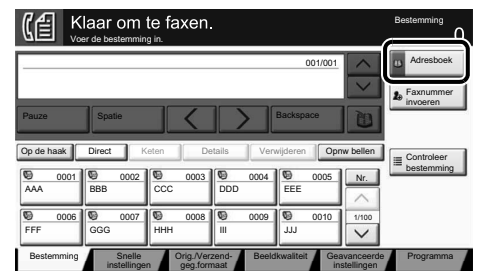 Klaar om te faxen.
Voer de bestemming in.
Bestemming
0
001/001
Adresboek
Faxnummer
invoeren
Pauze Spatie Backspace
Op de haak Direct Keten Details Verwijderen Opnw bellen
Controleer
bestemming
0001 0002 0003 0004 0005 Nr.
AAA BBB CCC DDD EEE
0006 0007 0008 0009 0010 1/100
FFF GGG HHH III JJJ
Bestemming Snelle Orig./Verzend- Beeldkwaliteit Geavanceerde Programma
instellingen geg.formaat instellingen